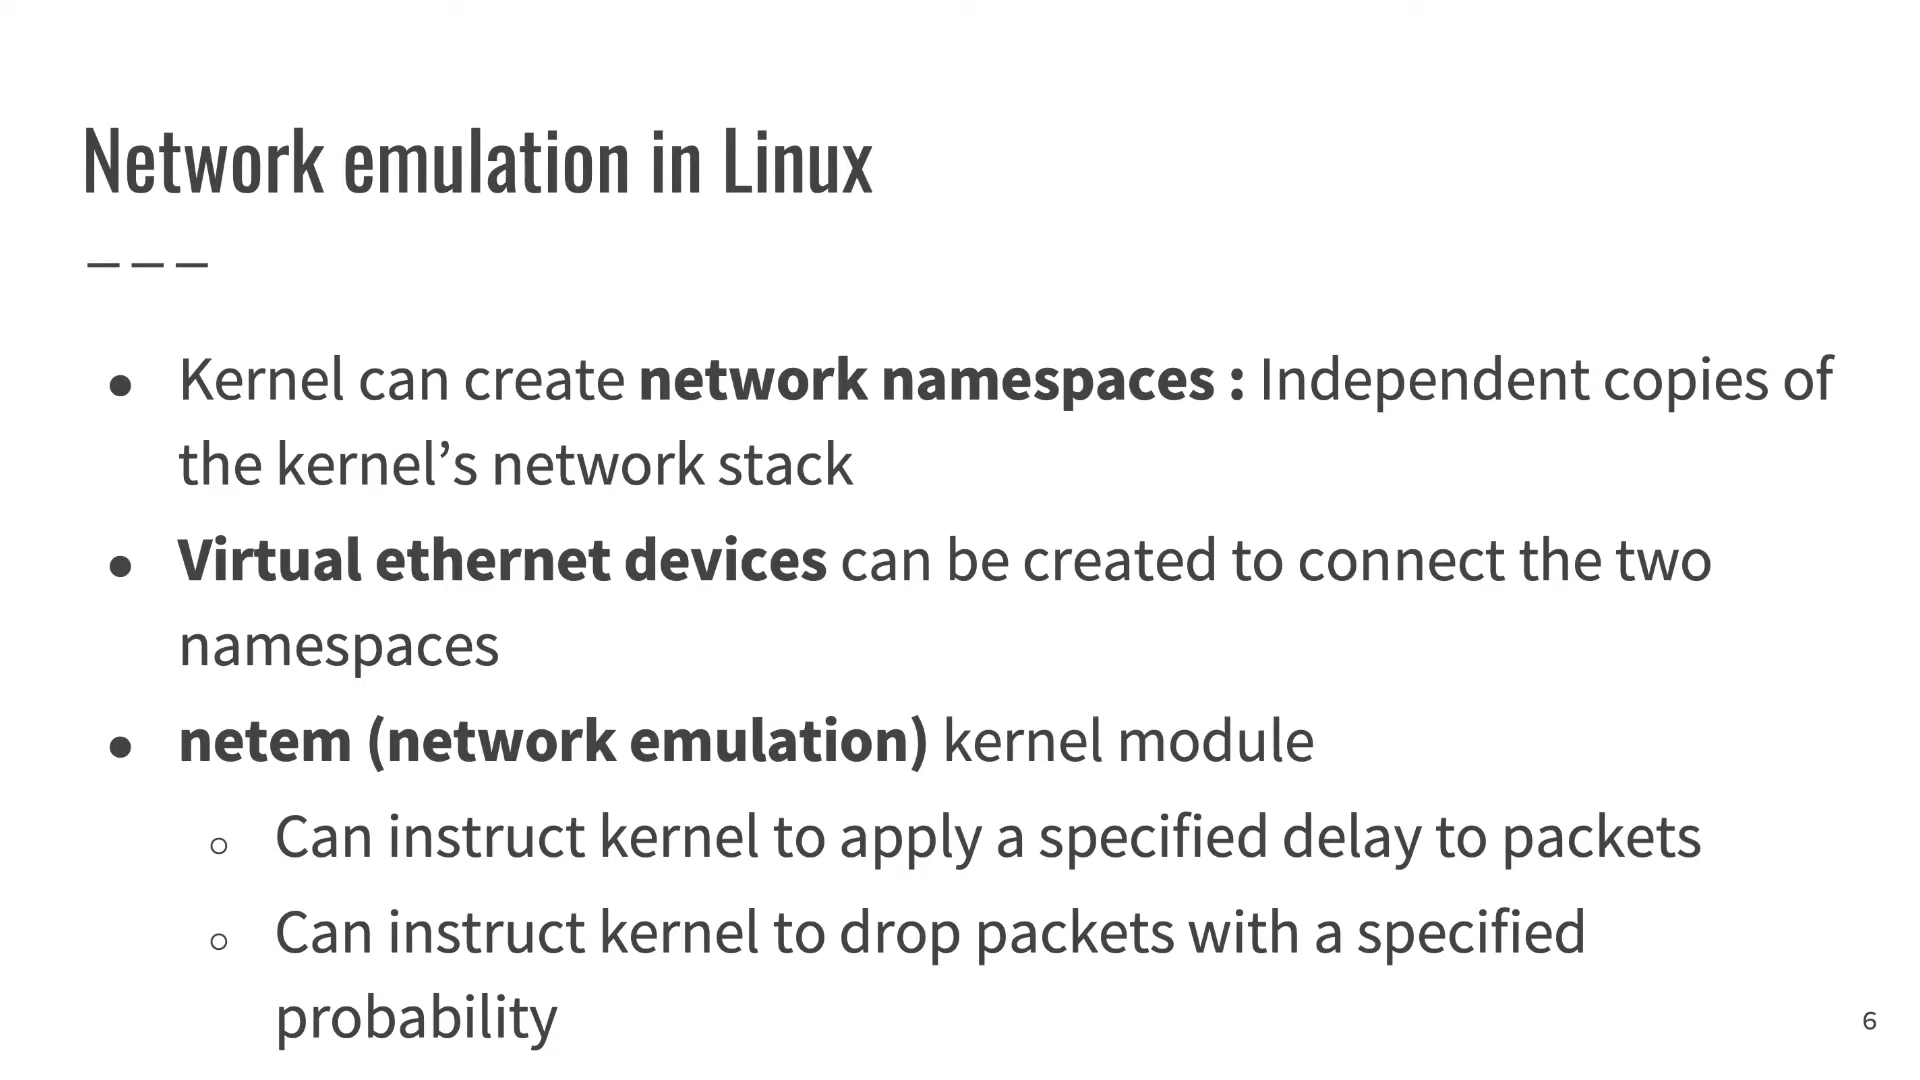 Network emulation in Linux
● Kernel can create network namespaces : Independent copies of
the kernel’s network stack
● Virtual ethernet devices can be created to connect the two
namespaces
● netem (network emulation) kernel module
○ Can instruct kernel to apply a specified delay to packets
○ Can instruct kernel to drop packets with a specified
probability
6